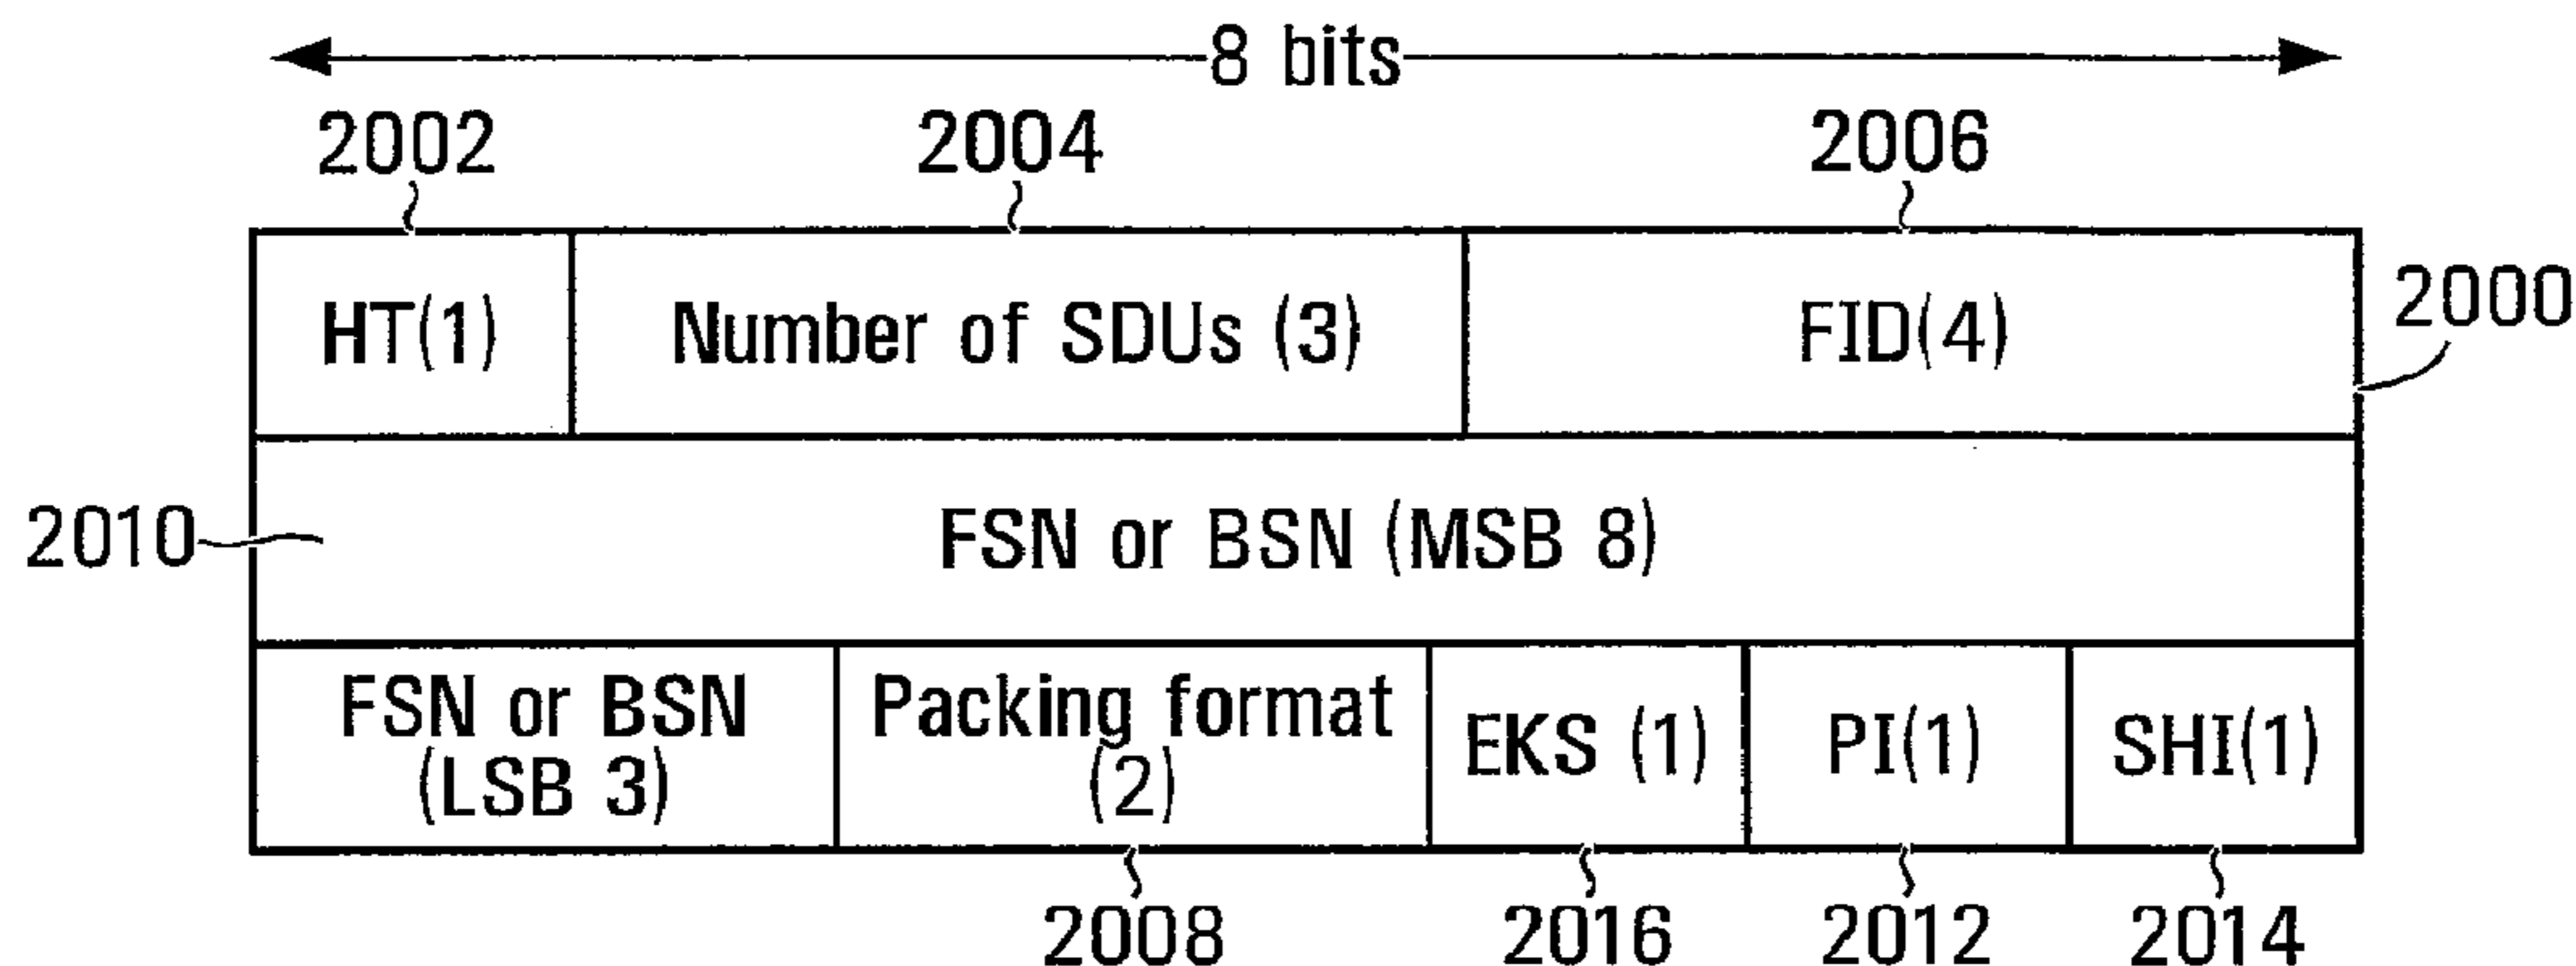 8 bits
2002 2004 2006
HT(1) Number of SDUs (3) FID(4)
2000
2010
FSN or BSN (MSB 8)
FSN or BSN
(LSB 3)
Packing format
(2)
EKS (1) PI(1) SHI(1)
2008 2016 2012 2014